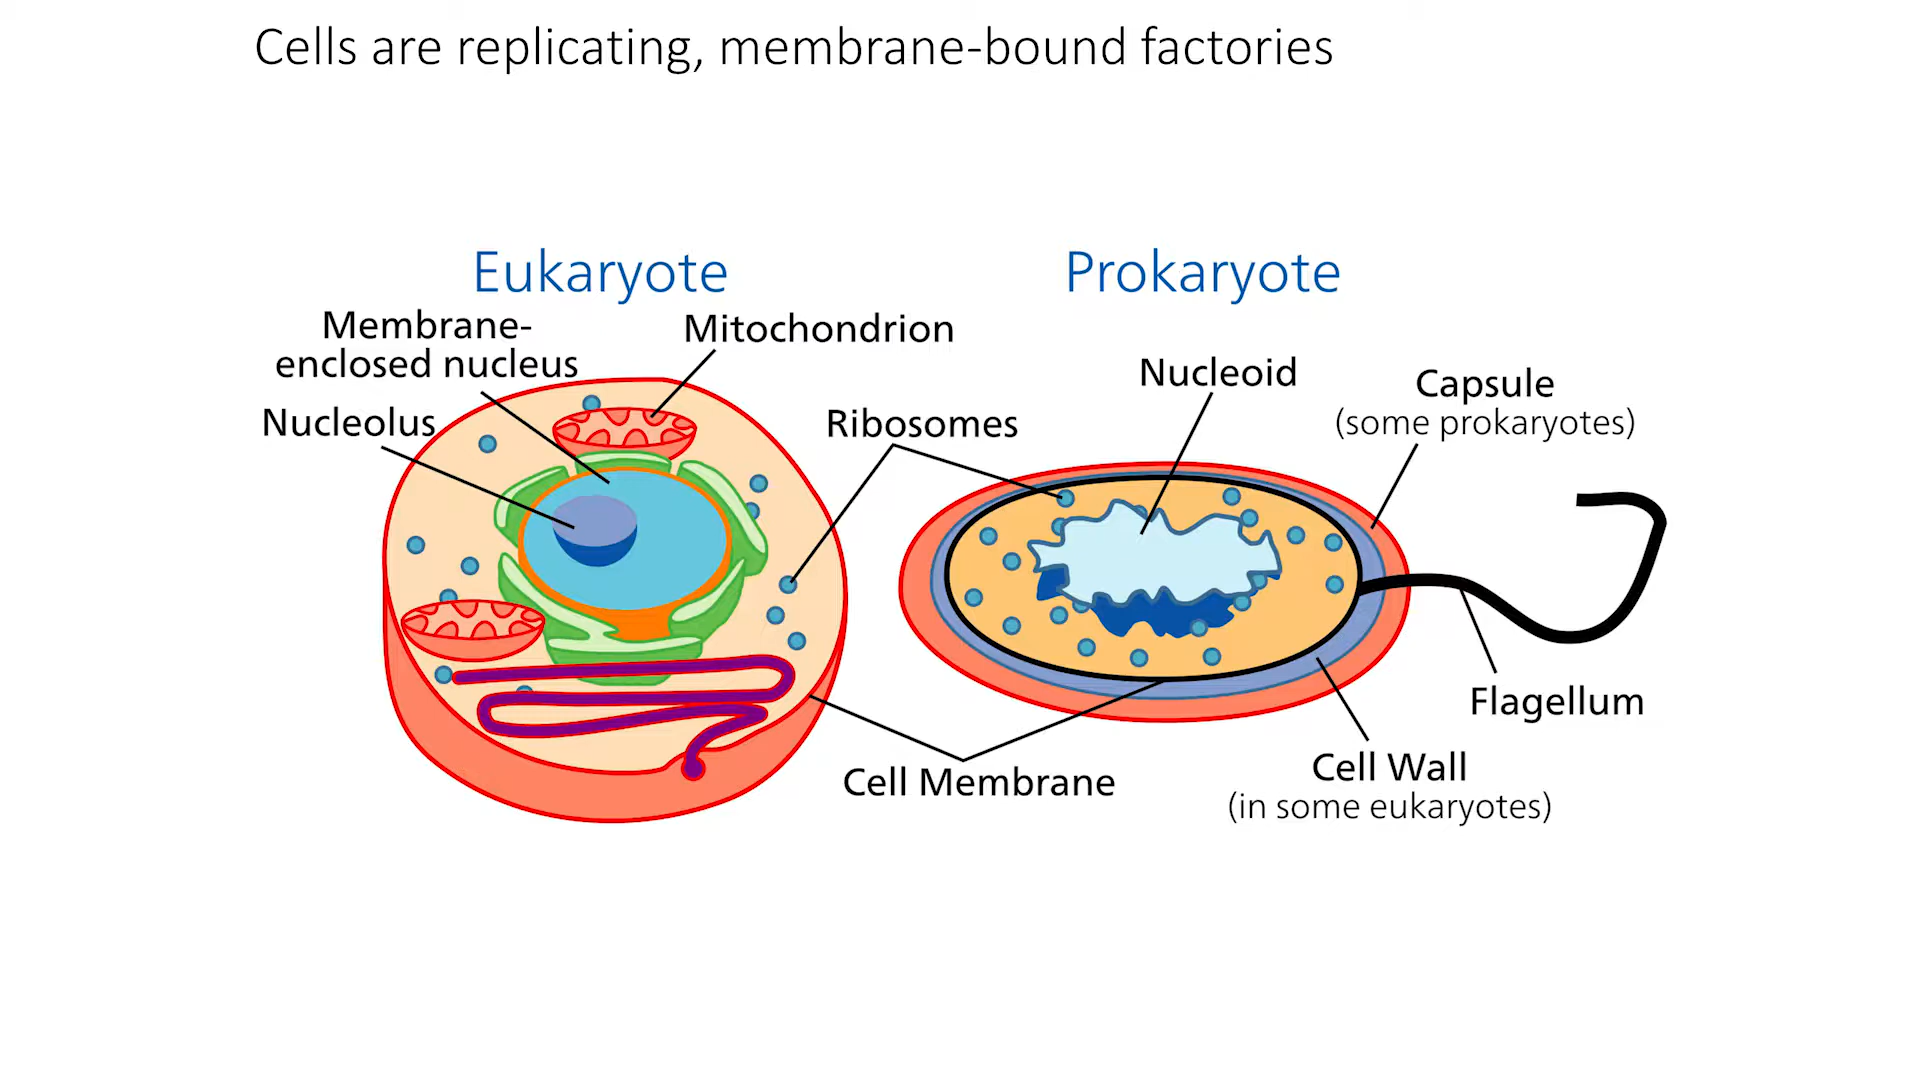 Cells are replicating, membrane-bound factories
Eukaryote
Prokaryote
Membrane-
enclosed nucleus
Mitochondrion
Nucleolus
Ribosomes
Nucleoid
Capsule
(some prokaryotes)
Flagellum
Cell Membrane
Cell Wall
(in some eukaryotes)